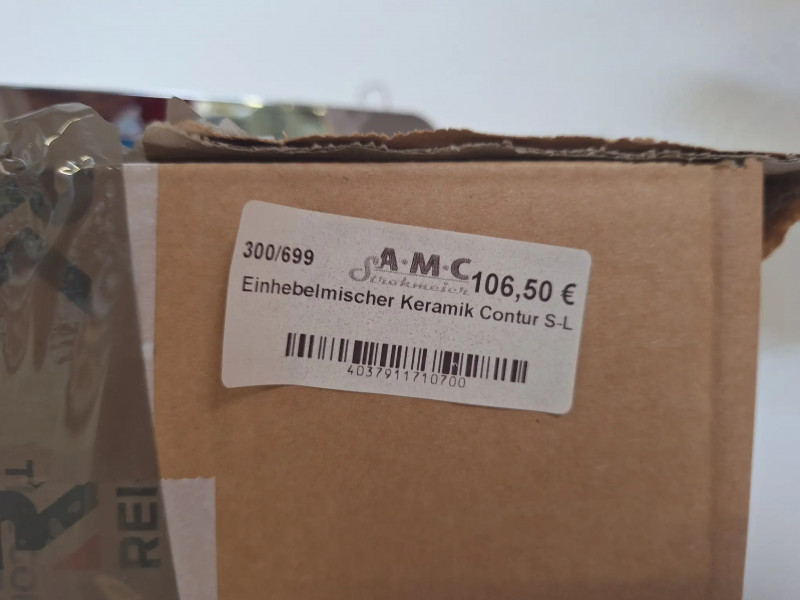 300/699
A·M·C
Strohmeier
106,50 €
Einhebelmischer Keramik Contur S-L
4037911710700
REI